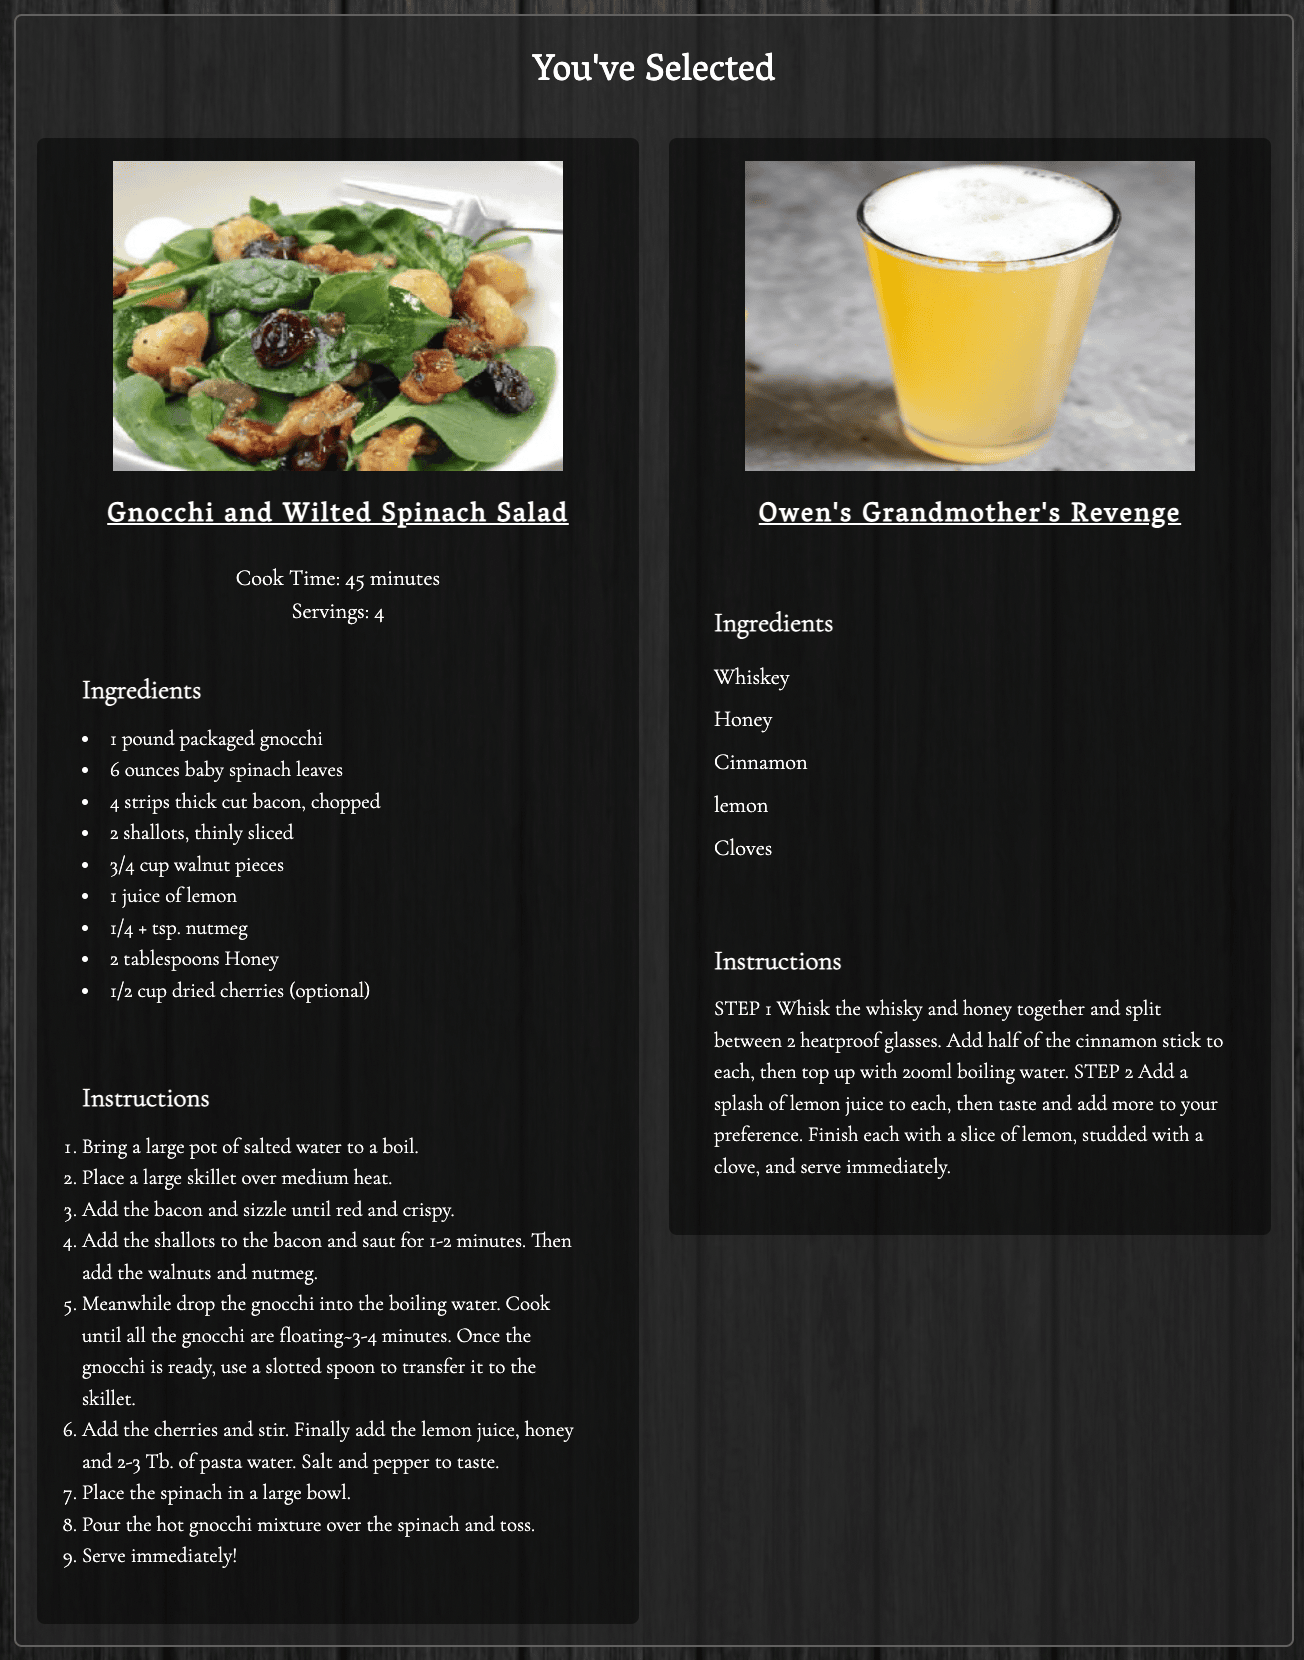 You've Selected
Gnocchi and Wilted Spinach Salad
Cook Time: 45 minutes
Servings: 4
Ingredients
• 1 pound packaged gnocchi
• 6 ounces baby spinach leaves
• 4 strips thick cut bacon, chopped
• 2 shallots, thinly sliced
• 3/4 cup walnut pieces
• 1 juice of lemon
• 1/4 + tsp. nutmeg
• 2 tablespoons Honey
• 1/2 cup dried cherries (optional)
Instructions
1. Bring a large pot of salted water to a boil.
2. Place a large skillet over medium heat.
3. Add the bacon and sizzle until red and crispy.
4. Add the shallots to the bacon and saut for 1-2 minutes. Then
add the walnuts and nutmeg.
5. Meanwhile drop the gnocchi into the boiling water. Cook
until all the gnocchi are floating~3-4 minutes. Once the
gnocchi is ready, use a slotted spoon to transfer it to the
skillet.
6. Add the cherries and stir. Finally add the lemon juice, honey
and 2-3 Tb. of pasta water. Salt and pepper to taste.
7. Place the spinach in a large bowl.
8. Pour the hot gnocchi mixture over the spinach and toss.
9. Serve immediately!
Owen's Grandmother's Revenge
Ingredients
Whiskey
Honey
Cinnamon
lemon
Cloves
Instructions
STEP 1 Whisk the whisky and honey together and split
between 2 heatproof glasses. Add half of the cinnamon stick to
each, then top up with 200ml boiling water. STEP 2 Add a
splash of lemon juice to each, then taste and add more to your
preference. Finish each with a slice of lemon, studded with a
clove, and serve immediately.